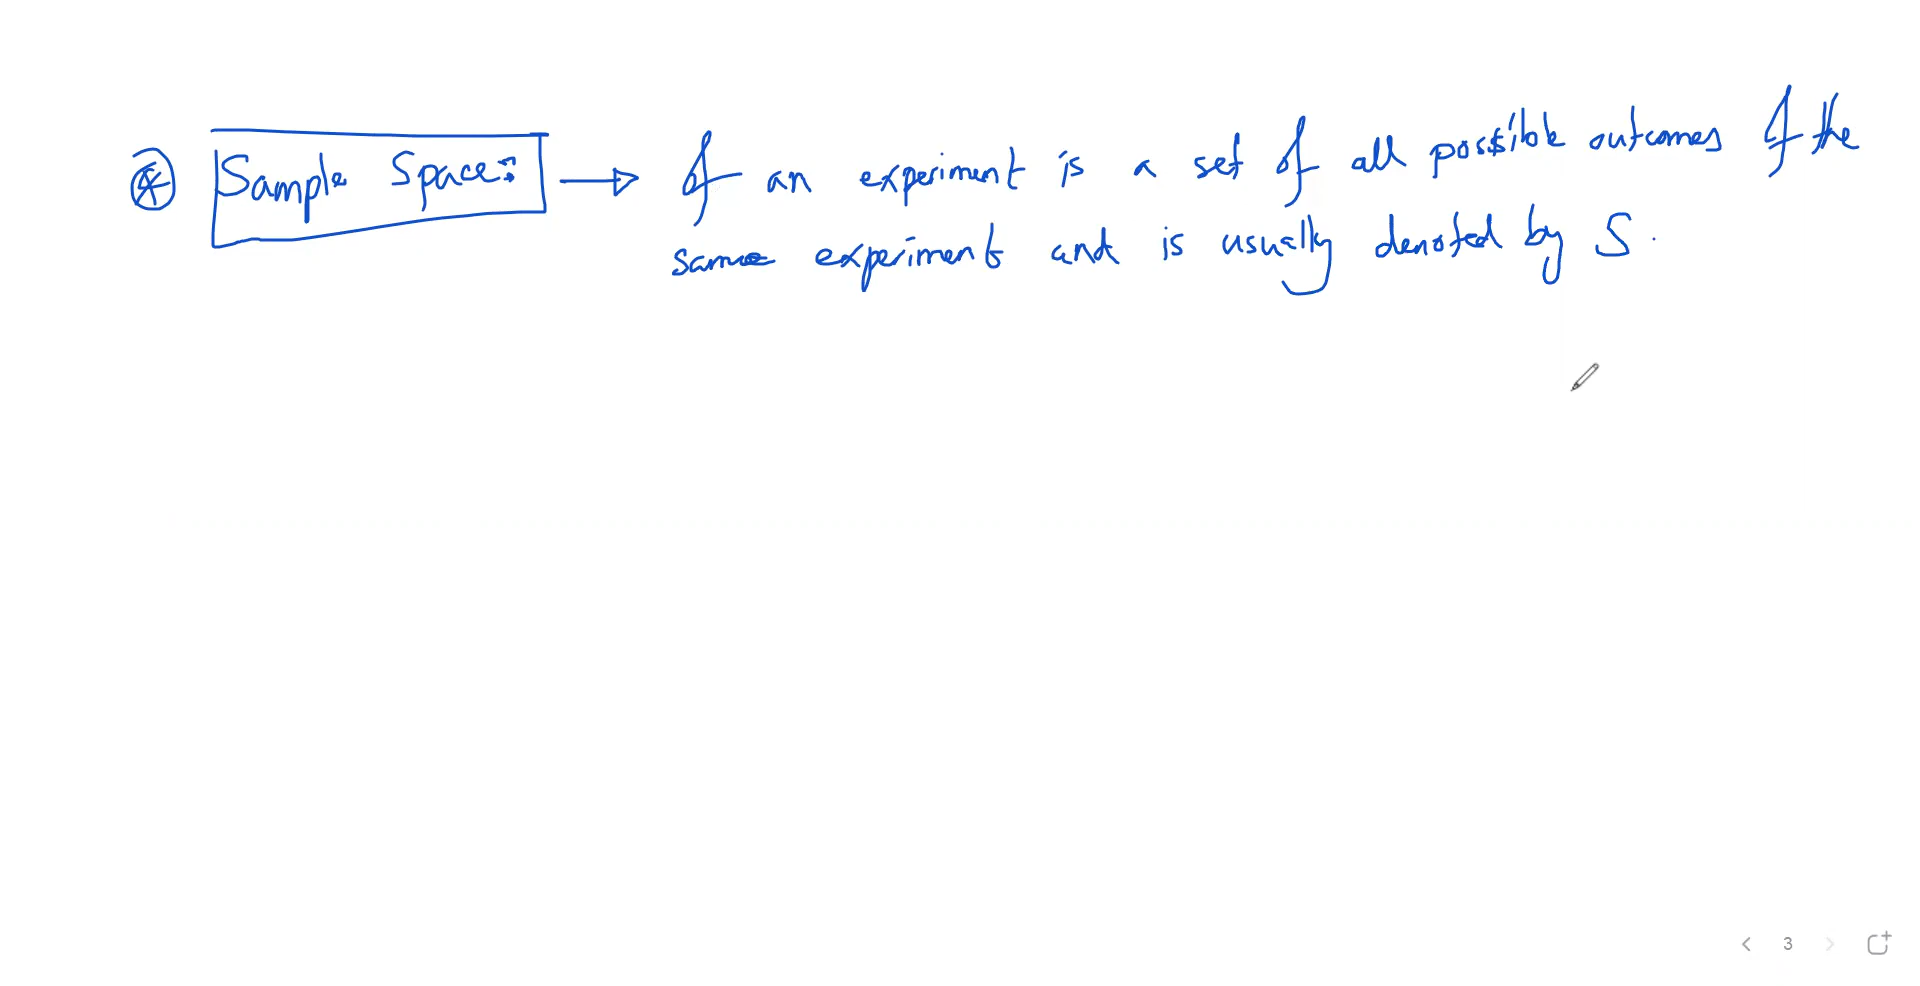 Sample Space: → of an experiment is a set of all possible outcomes of the
same experiment and is usually denoted by S.
3